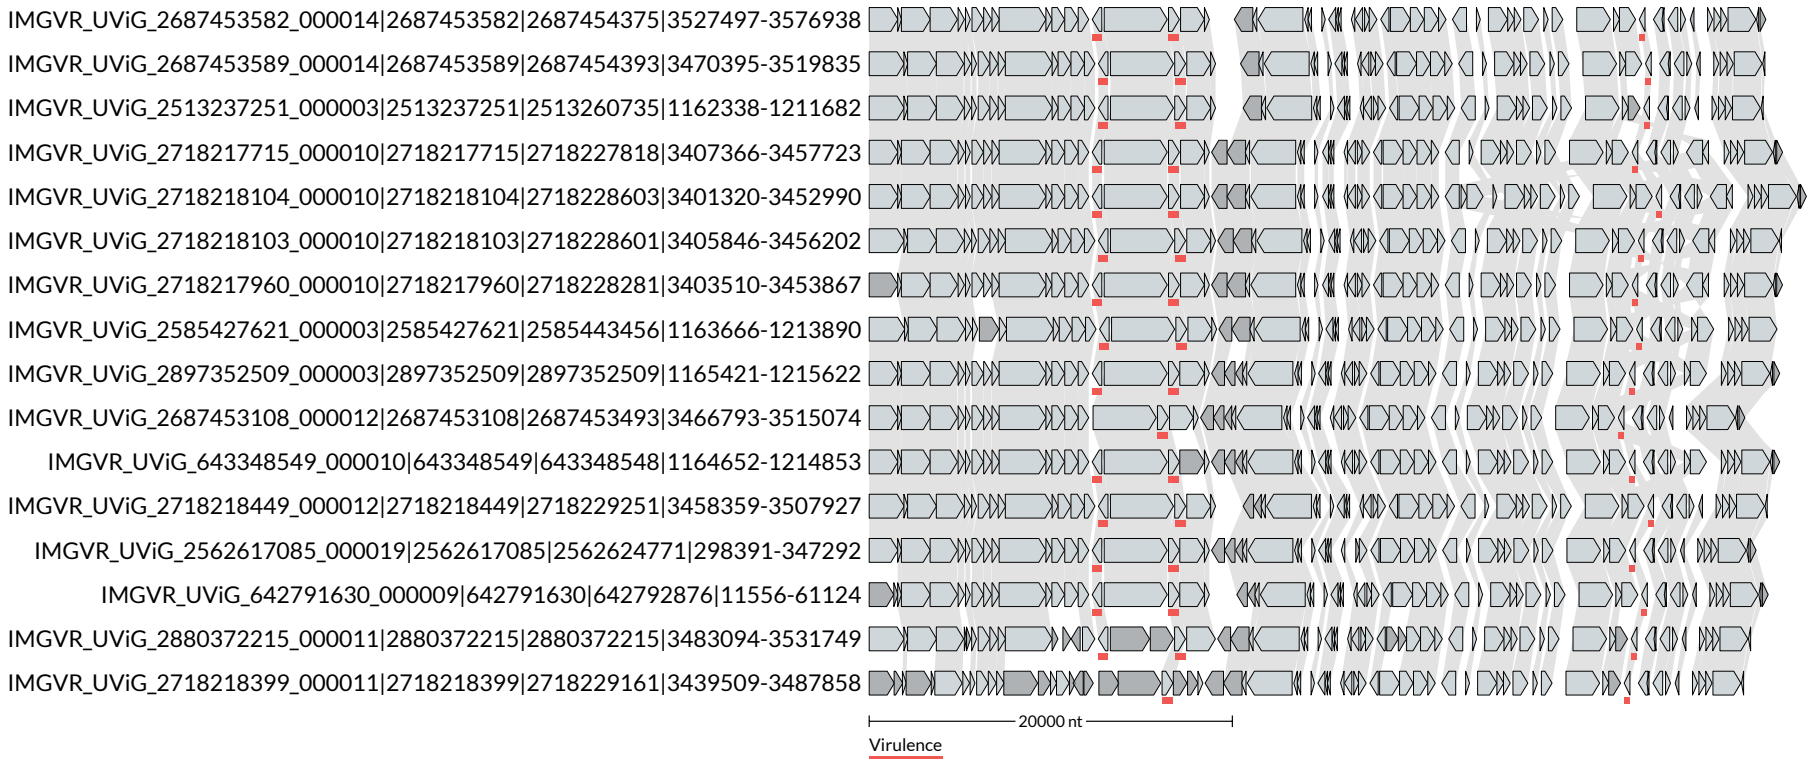 IMGVR_UViG_2687453582_000014|2687453582|2687454375|3527497-3576938
IMGVR_UViG_2687453589_000014|2687453589|2687454393|3470395-3519835
IMGVR_UViG_2513237251_000003|2513237251|2513260735|1162338-1211682
IMGVR_UViG_2718217715_000010|2718217715|2718227818|3407366-3457723
IMGVR_UViG_2718218104_000010|2718218104|2718228603|3401320-3452990
IMGVR_UViG_2718218103_000010|2718218103|2718228601|3405846-3456202
IMGVR_UViG_2718217960_000010|2718217960|2718228281|3403510-3453867
IMGVR_UViG_2585427621_000003|2585427621|2585443456|1163666-1213890
IMGVR_UViG_2897352509_000003|2897352509|2897352509|1165421-1215622
IMGVR_UViG_2687453108_000012|2687453108|2687453493|3466793-3515074
IMGVR_UViG_643348549_000010|643348549|643348548|1164652-1214853
IMGVR_UViG_2718218449_000012|2718218449|2718229251|3458359-3507927
IMGVR_UViG_2562617085_000019|2562617085|2562624771|298391-347292
IMGVR_UViG_642791630_000009|642791630|642792876|11556-61124
IMGVR_UViG_2880372215_000011|2880372215|2880372215|3483094-3531749
IMGVR_UViG_2718218399_000011|2718218399|2718229161|3439509-3487858
20000 nt
Virulence